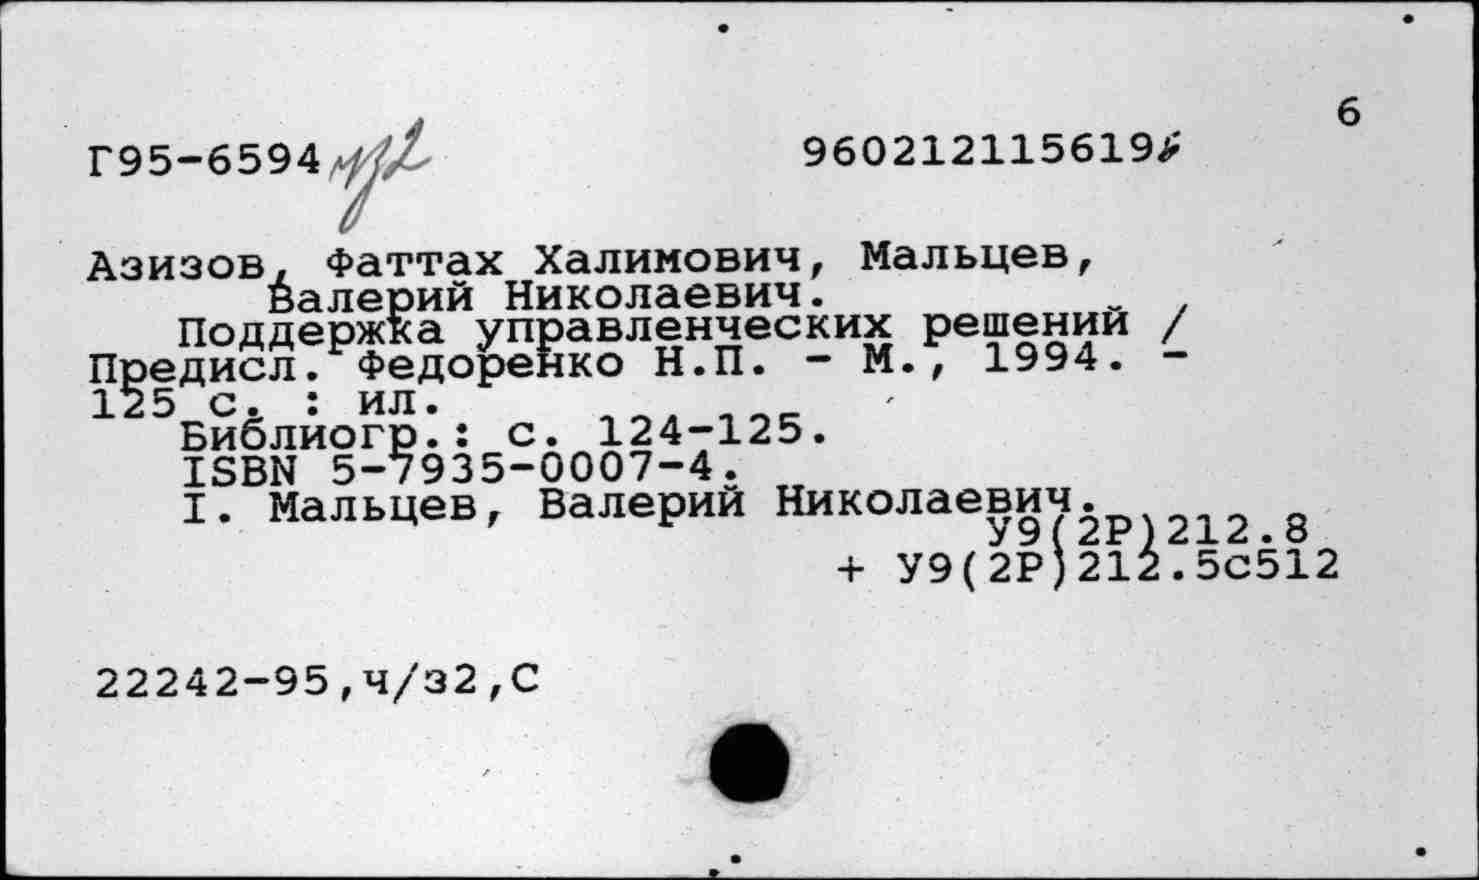 6
Г95-6594 960212115619
Азизов, Фаттах Халимович, Мальцев,
Валерий Николаевич.
Поддержка управленческих решений /
Предисл. Федоренко Н.П. - М., 1994. -
125 с. : ил.
Библиогр.: с. 124-125.
ISBN 5-7935-0007-4.
I. Мальцев, Валерий Николаевич.
У9(2Р)212.8
+ У9(2Р)212.5с512
22242-95,ч/з2,С